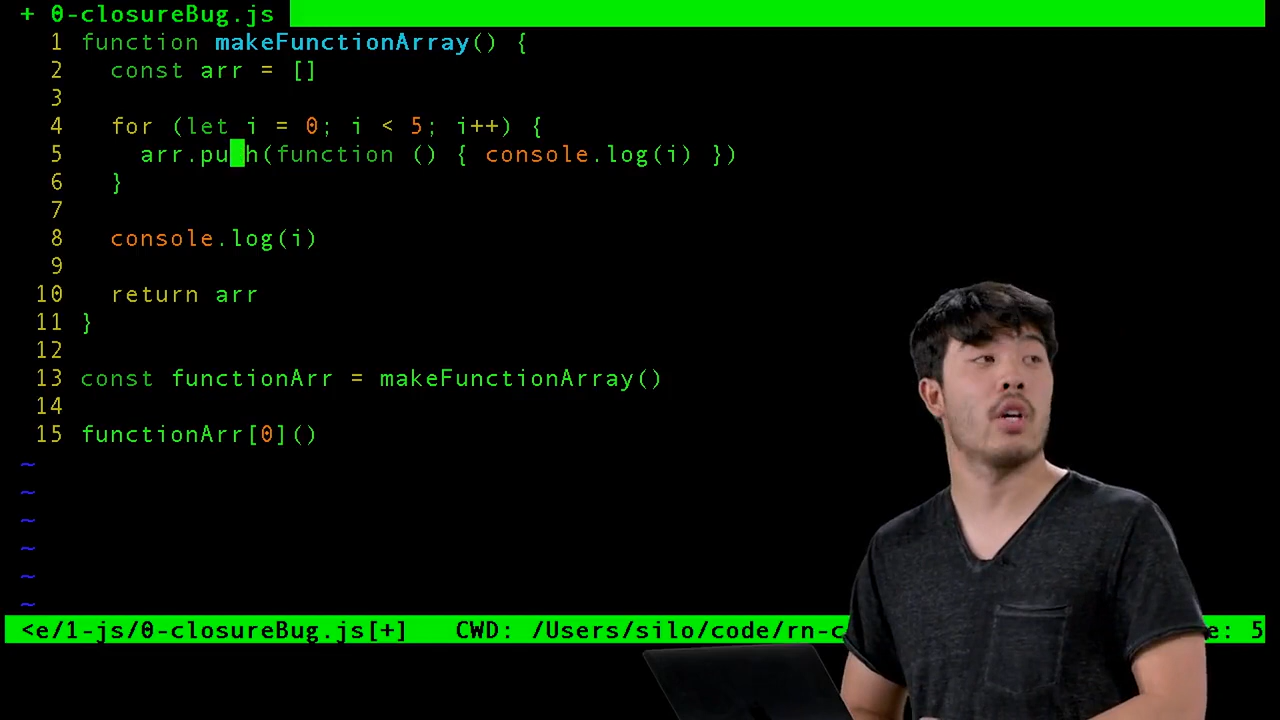 + 0-closureBug.js
1 function makeFunctionArray() {
2   const arr = []
3
4   for (let i = 0; i < 5; i++) {
5     arr.push(function () { console.log(i) })
6   }
7
8   console.log(i)
9
10   return arr
11 }
12
13 const functionArr = makeFunctionArray()
14
15 functionArr[0]()
~
~
~
~
~
~
<e/1-js/0-closureBug.js[+]   CWD: /Users/silo/code/rn-c e: 5